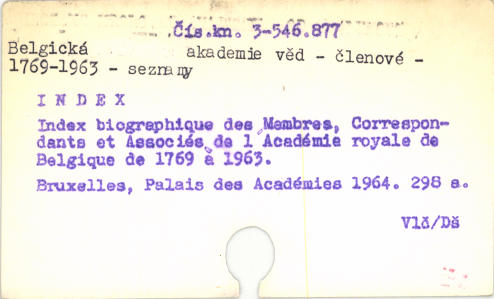 Čís.kn. 3-546.877
Belgická akademie věd - členové -
1769-1963 - seznamy
I N D E X
Index biographique des Membres, Correspon-
dants et Associés de l Académie royale de
Belgique de 1769 à 1963.
Bruxelles, Palais des Académies 1964. 298 s.
Vlč/Dš